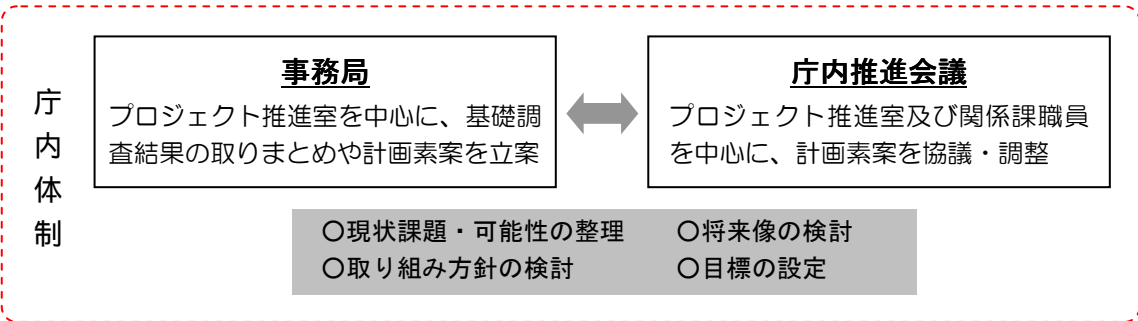 庁内体制
事務局
プロジェクト推進室を中心に、基礎調
査結果の取りまとめや計画素案を立案
庁内推進会議
プロジェクト推進室及び関係課職員
を中心に、計画素案を協議・調整
〇現状課題・可能性の整理　〇将来像の検討
〇取り組み方針の検討　〇目標の設定